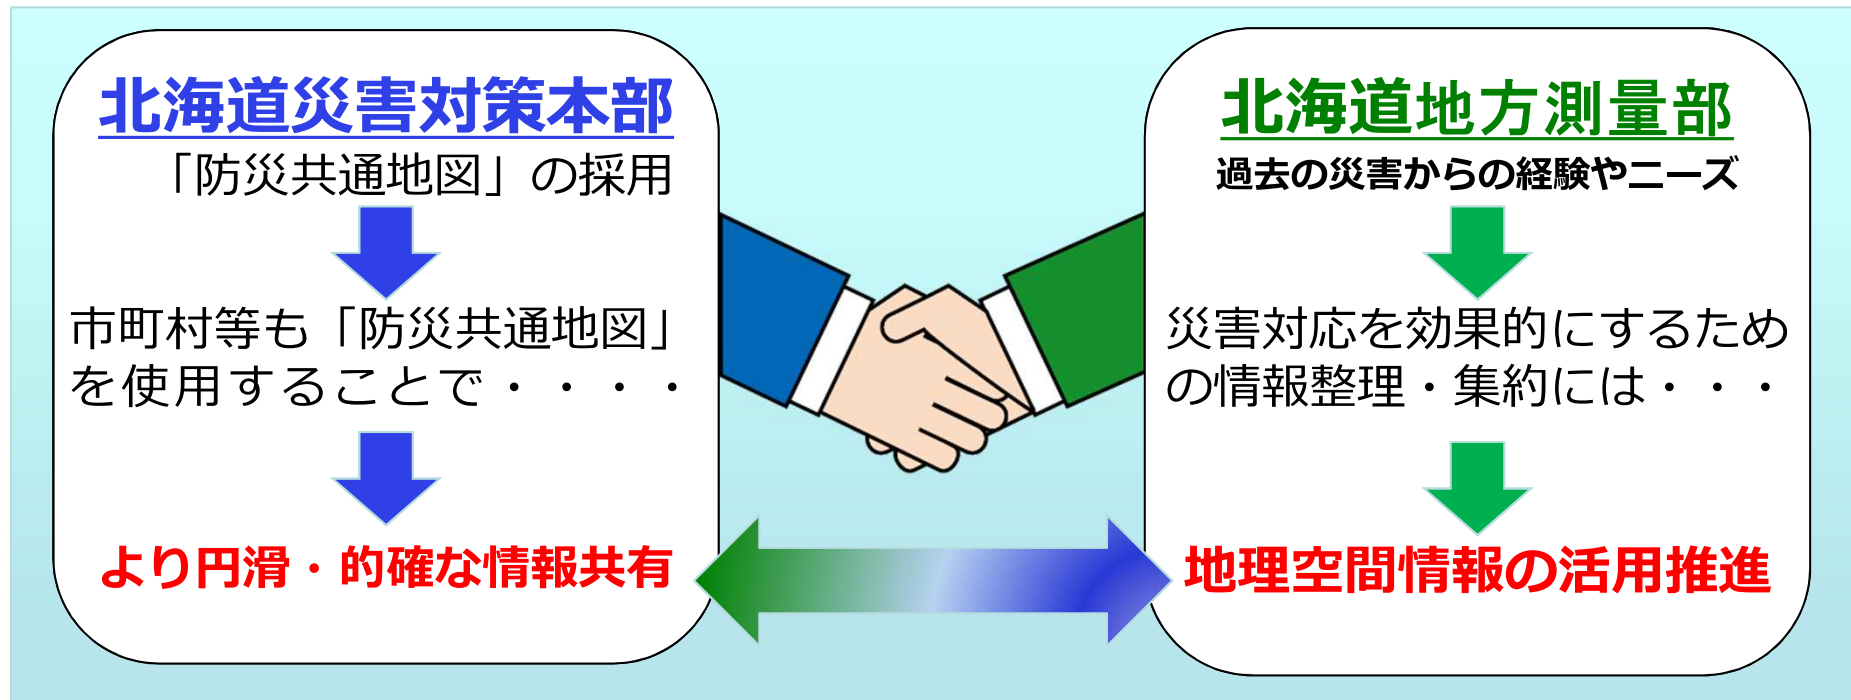 北海道災害対策本部
「防災共通地図」の採用
市町村等も「防災共通地図」
を使用することで・・・・
より円滑・的確な情報共有
北海道地方測量部
過去の災害からの経験やニーズ
災害対応を効果的にするため
の情報整理・集約には・・・
地理空間情報の活用推進